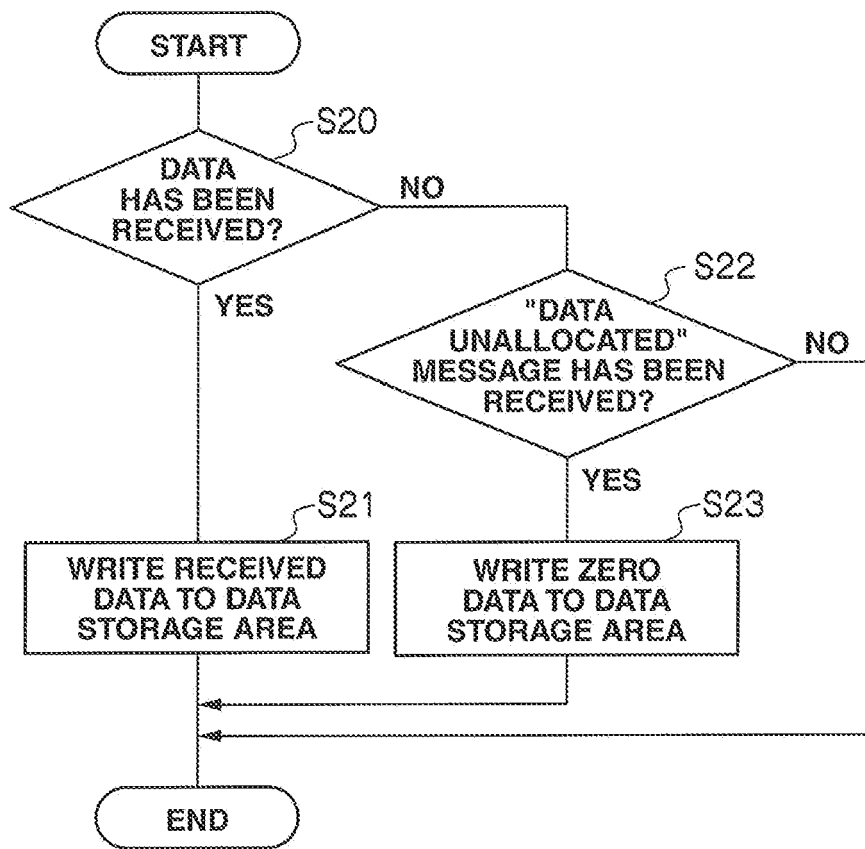 START
S20
DATA
HAS BEEN
RECEIVED?
NO
YES
S22
"DATA
UNALLOCATED"
MESSAGE HAS BEEN
RECEIVED?
NO
YES
S21
WRITE RECEIVED
DATA TO DATA
STORAGE AREA
S23
WRITE ZERO
DATA TO DATA
STORAGE AREA
END